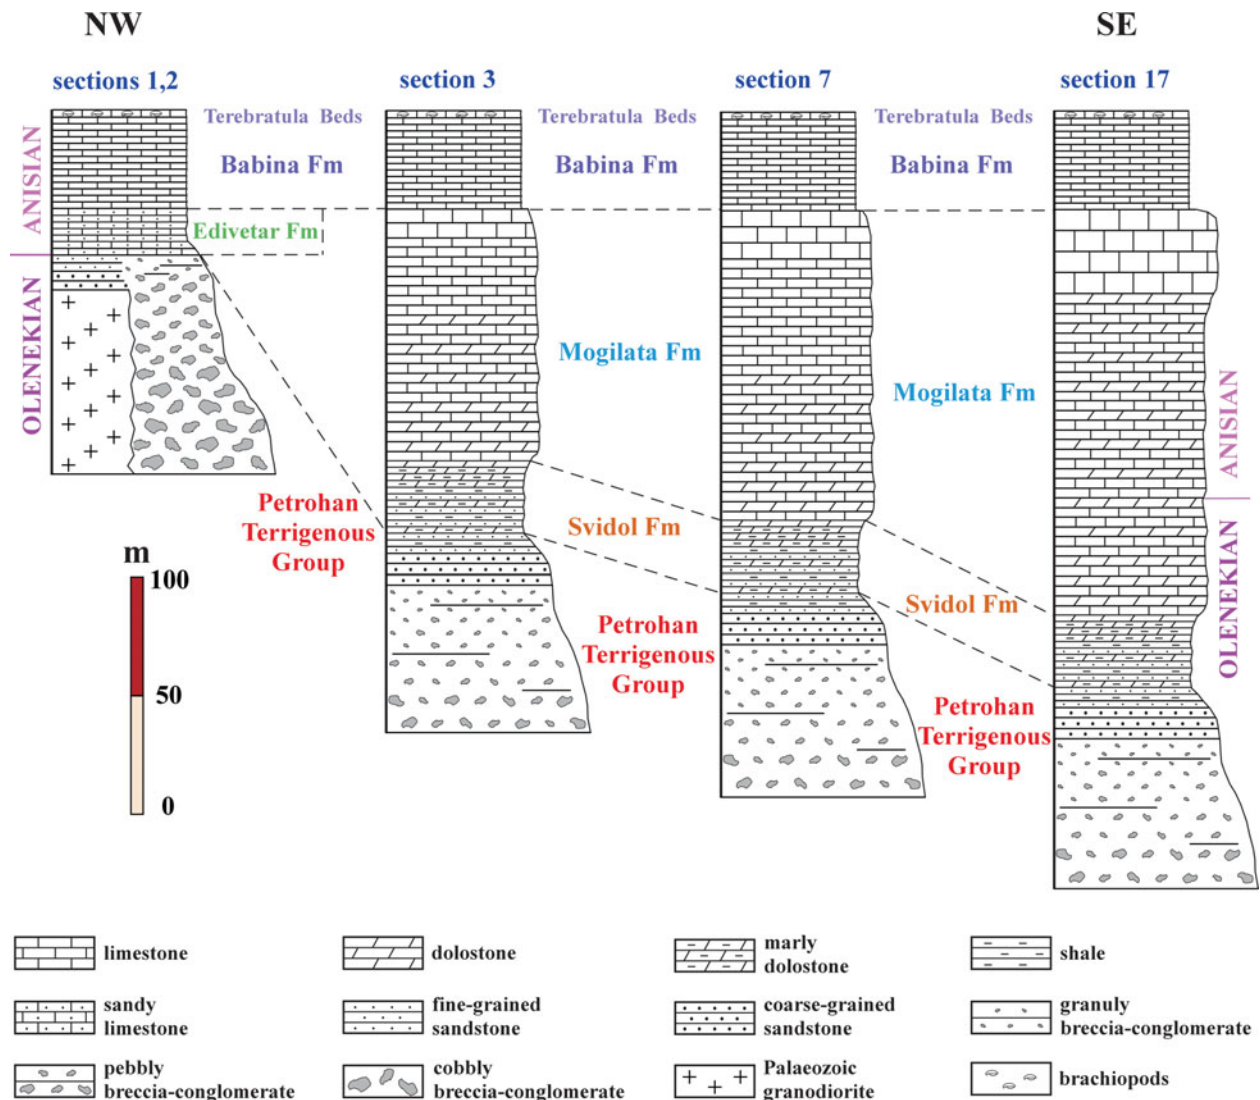 NW
SE
sections 1,2
section 3
section 7
section 17
Terebratula Beds
Terebratula Beds
Terebratula Beds
Babina Fm
Babina Fm
Babina Fm
ANISIAN
Edivetar Fm
OLENEKIAN
Mogilata Fm
Mogilata Fm
ANISIAN
Petrohan
Terrigenous
Group
Svidol Fm
Svidol Fm
OLENEKIAN
m
100
50
0
Petrohan
Terrigenous
Group
Petrohan
Terrigenous
Group
limestone
dolostone
marly
dolostone
shale
sandy
limestone
fine-grained
sandstone
coarse-grained
sandstone
granuly
breccia-conglomerate
pebbly
breccia-conglomerate
cobbly
breccia-conglomerate
Palaeozoic
granodiorite
brachiopods